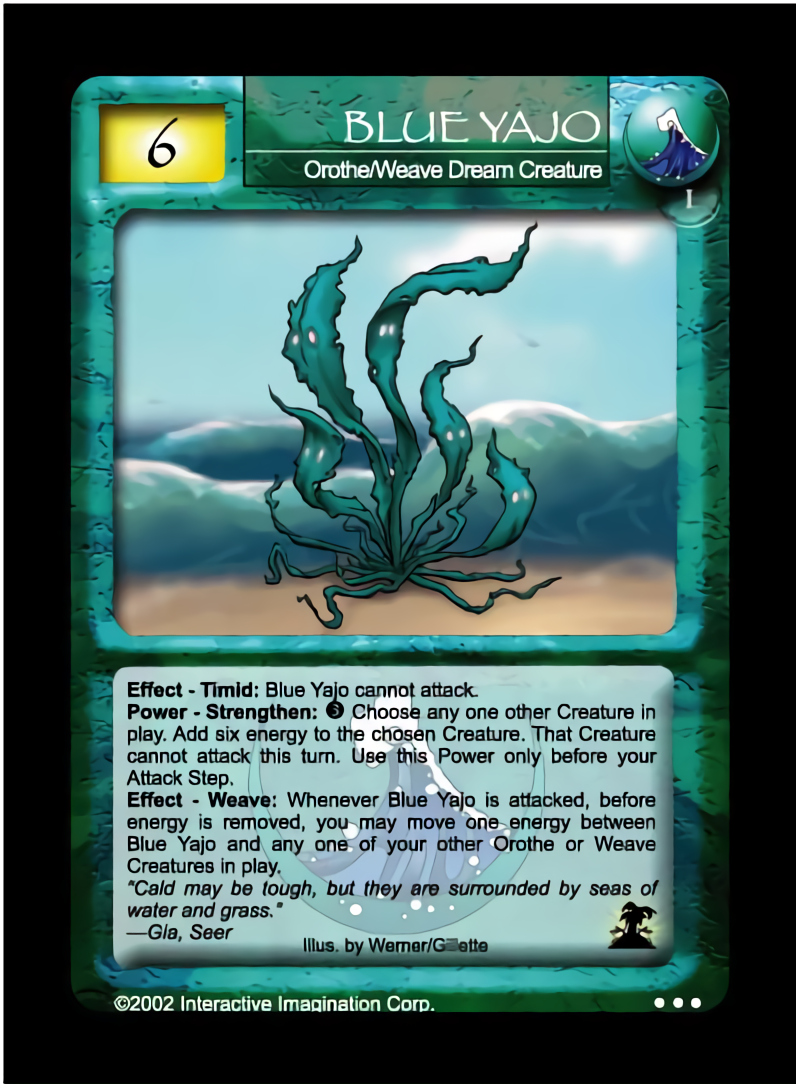 6
BLUE YAJO
Orothe/Weave Dream Creature
I
Effect - Timid: Blue Yajo cannot attack.
Power - Strengthen: Choose any one other Creature in
play. Add six energy to the chosen Creature. That Creature
cannot attack this turn. Use this Power only before your
Attack Step.
Effect - Weave: Whenever Blue Yajo is attacked, before
energy is removed, you may move one energy between
Blue Yajo and any one of your other Orothe or Weave
Creatures in play.
"Cald may be tough, but they are surrounded by seas of
water and grass."
—Gia, Seer
Illus. by
©2002 Interactive Imagination Corp.